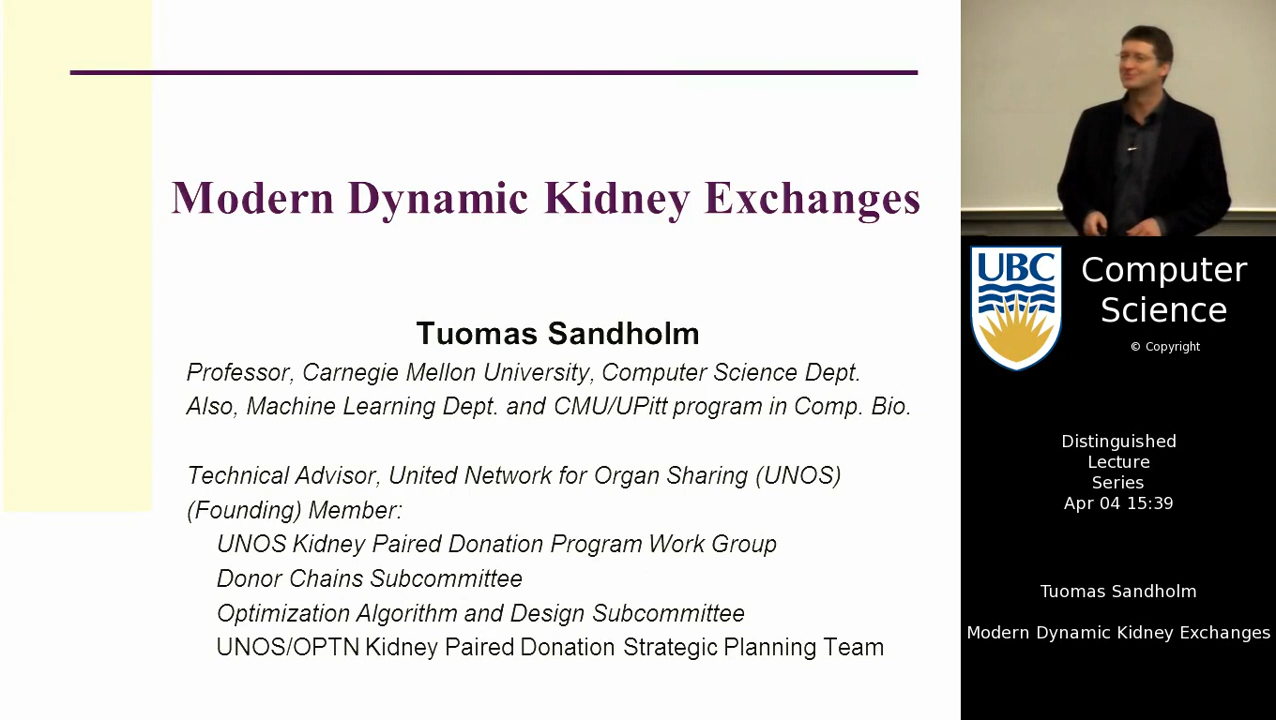 Modern Dynamic Kidney Exchanges
Tuomas Sandholm
Professor, Carnegie Mellon University, Computer Science Dept.
Also, Machine Learning Dept. and CMU/UPitt program in Comp. Bio.
Technical Advisor, United Network for Organ Sharing (UNOS)
(Founding) Member:
UNOS Kidney Paired Donation Program Work Group
Donor Chains Subcommittee
Optimization Algorithm and Design Subcommittee
UNOS/OPTN Kidney Paired Donation Strategic Planning Team
UBC
Computer
Science
© Copyright
Distinguished
Lecture
Series
Apr 04 15:39
Tuomas Sandholm
Modern Dynamic Kidney Exchanges